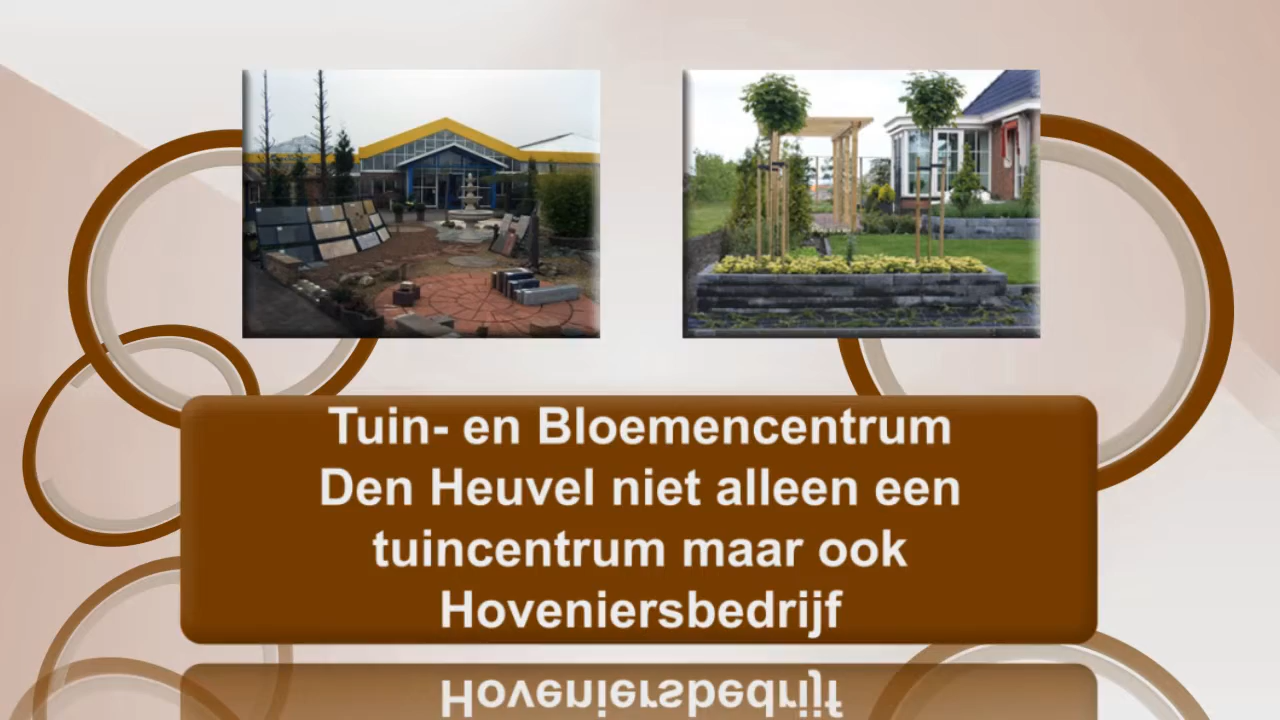 Tuin- en Bloemencentrum
Den Heuvel niet alleen een
tuincentrum maar ook
Hoveniersbedrijf